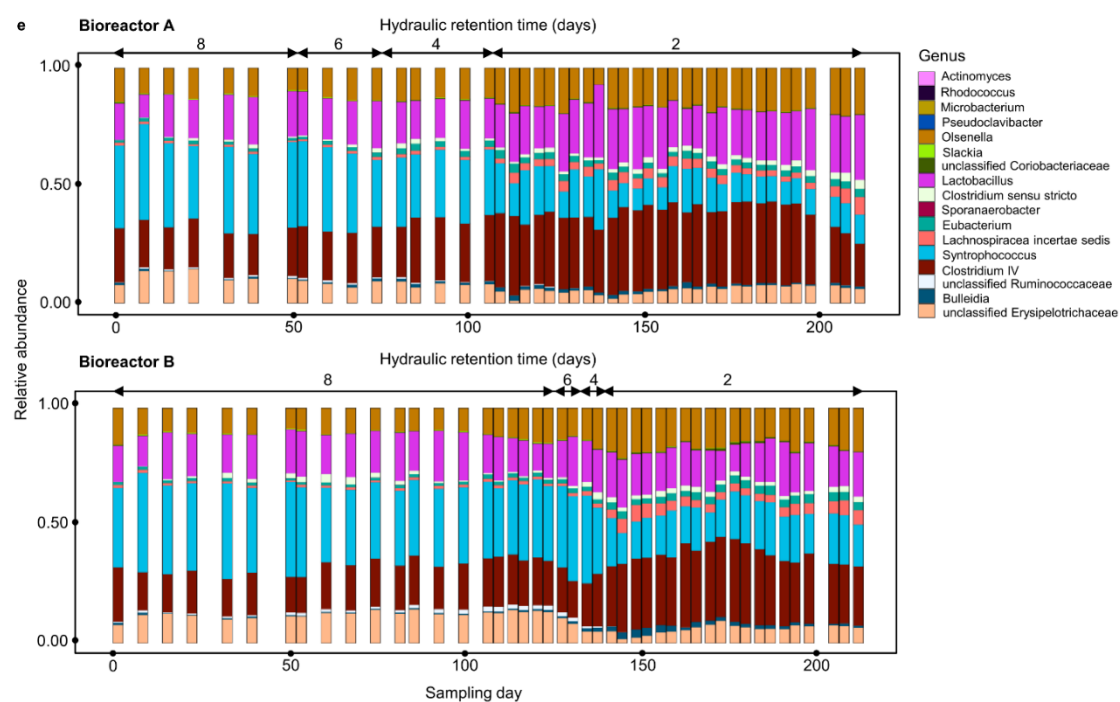 e
Bioreactor A
Hydraulic retention time (days)
8 6 4 2
1.00
0.50
0.00
0 50 100 150 200
Genus
Actinomyces
Rhodococcus
Microbacterium
Pseudoclavibacter
Olsenella
Slackia
unclassified Coriobacteriaceae
Lactobacillus
Clostridium sensu stricto
Sporanaerobacter
Eubacterium
Lachnospiracea incertae sedis
Syntrophococcus
Clostridium IV
unclassified Ruminococcaceae
Bulleidia
unclassified Erysipelotrichaceae
Relative abundance
Bioreactor B
Hydraulic retention time (days)
8 6 4 2
1.00
0.50
0.00
0 50 100 150 200
Sampling day